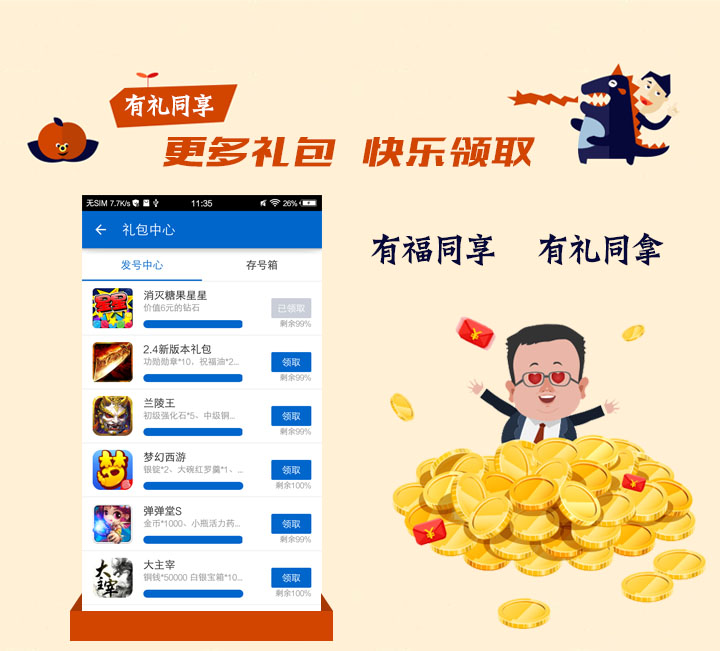 有礼同享
更多礼包 快乐领取
有福同享 有礼同拿
无SIM 7.7K/s 11:35 26%
礼包中心
发号中心 存号箱
消灭糖果星星
价值6元的钻石
已领取
剩余99%
2.4新版本礼包
功勋勋章*10、祝福油*2...
领取
剩余99%
兰陵王
初级强化石*5、中级铜...
领取
剩余99%
梦幻西游
银锭*2、大碗红罗羹*1、...
领取
剩余100%
弹弹堂S
金币*1000、小瓶活力药...
领取
剩余99%
大主宰
铜钱*50000 白银宝箱*10...
领取
剩余100%
星星
梦
大主宰
¥
¥
¥